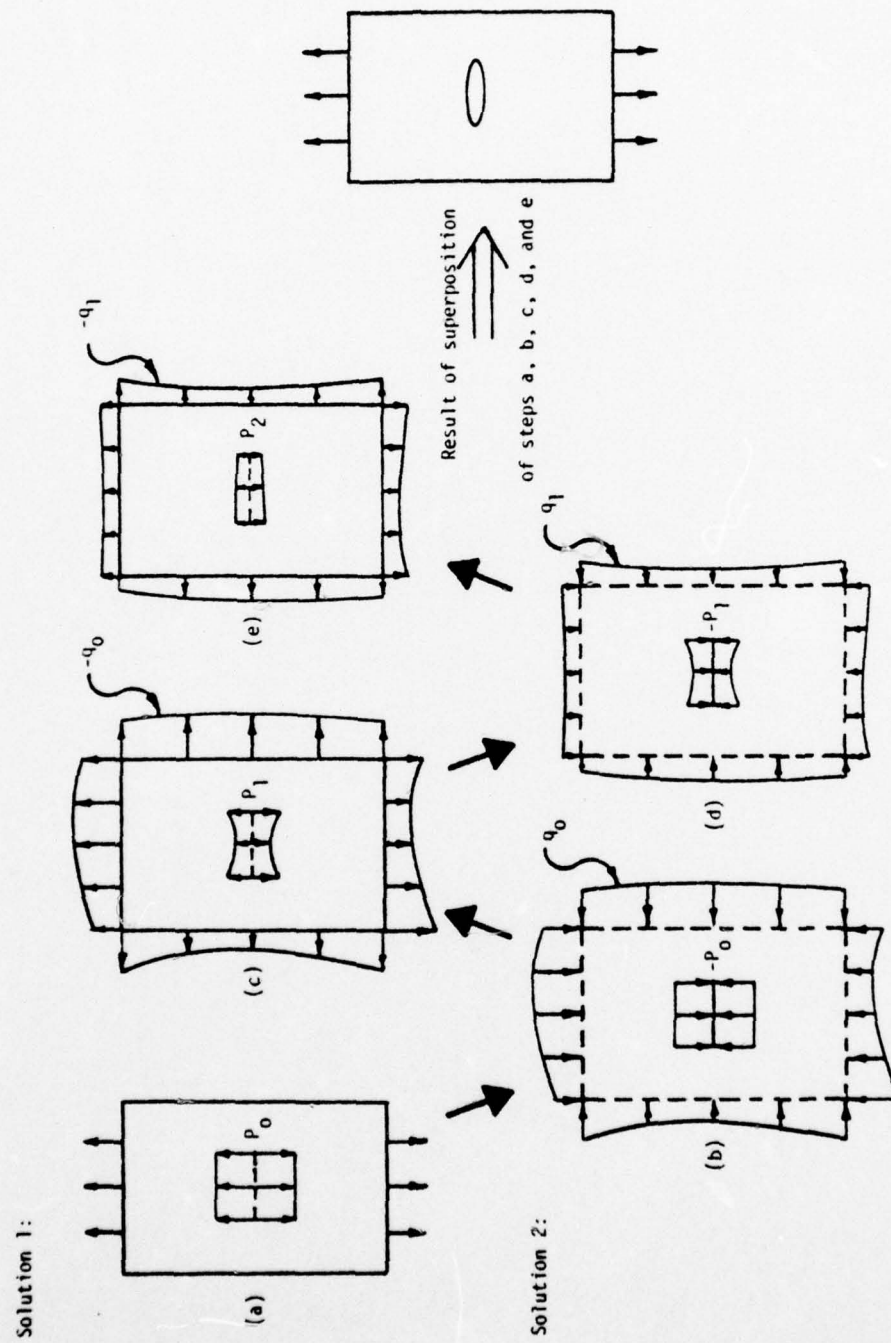 Solution 1:
(a)
P0
(c)
P1
-q0
(e)
P2
-q1
Solution 2:
(b)
-P0
q0
(d)
-P1
q1
Result of superposition
of steps a, b, c, d, and e